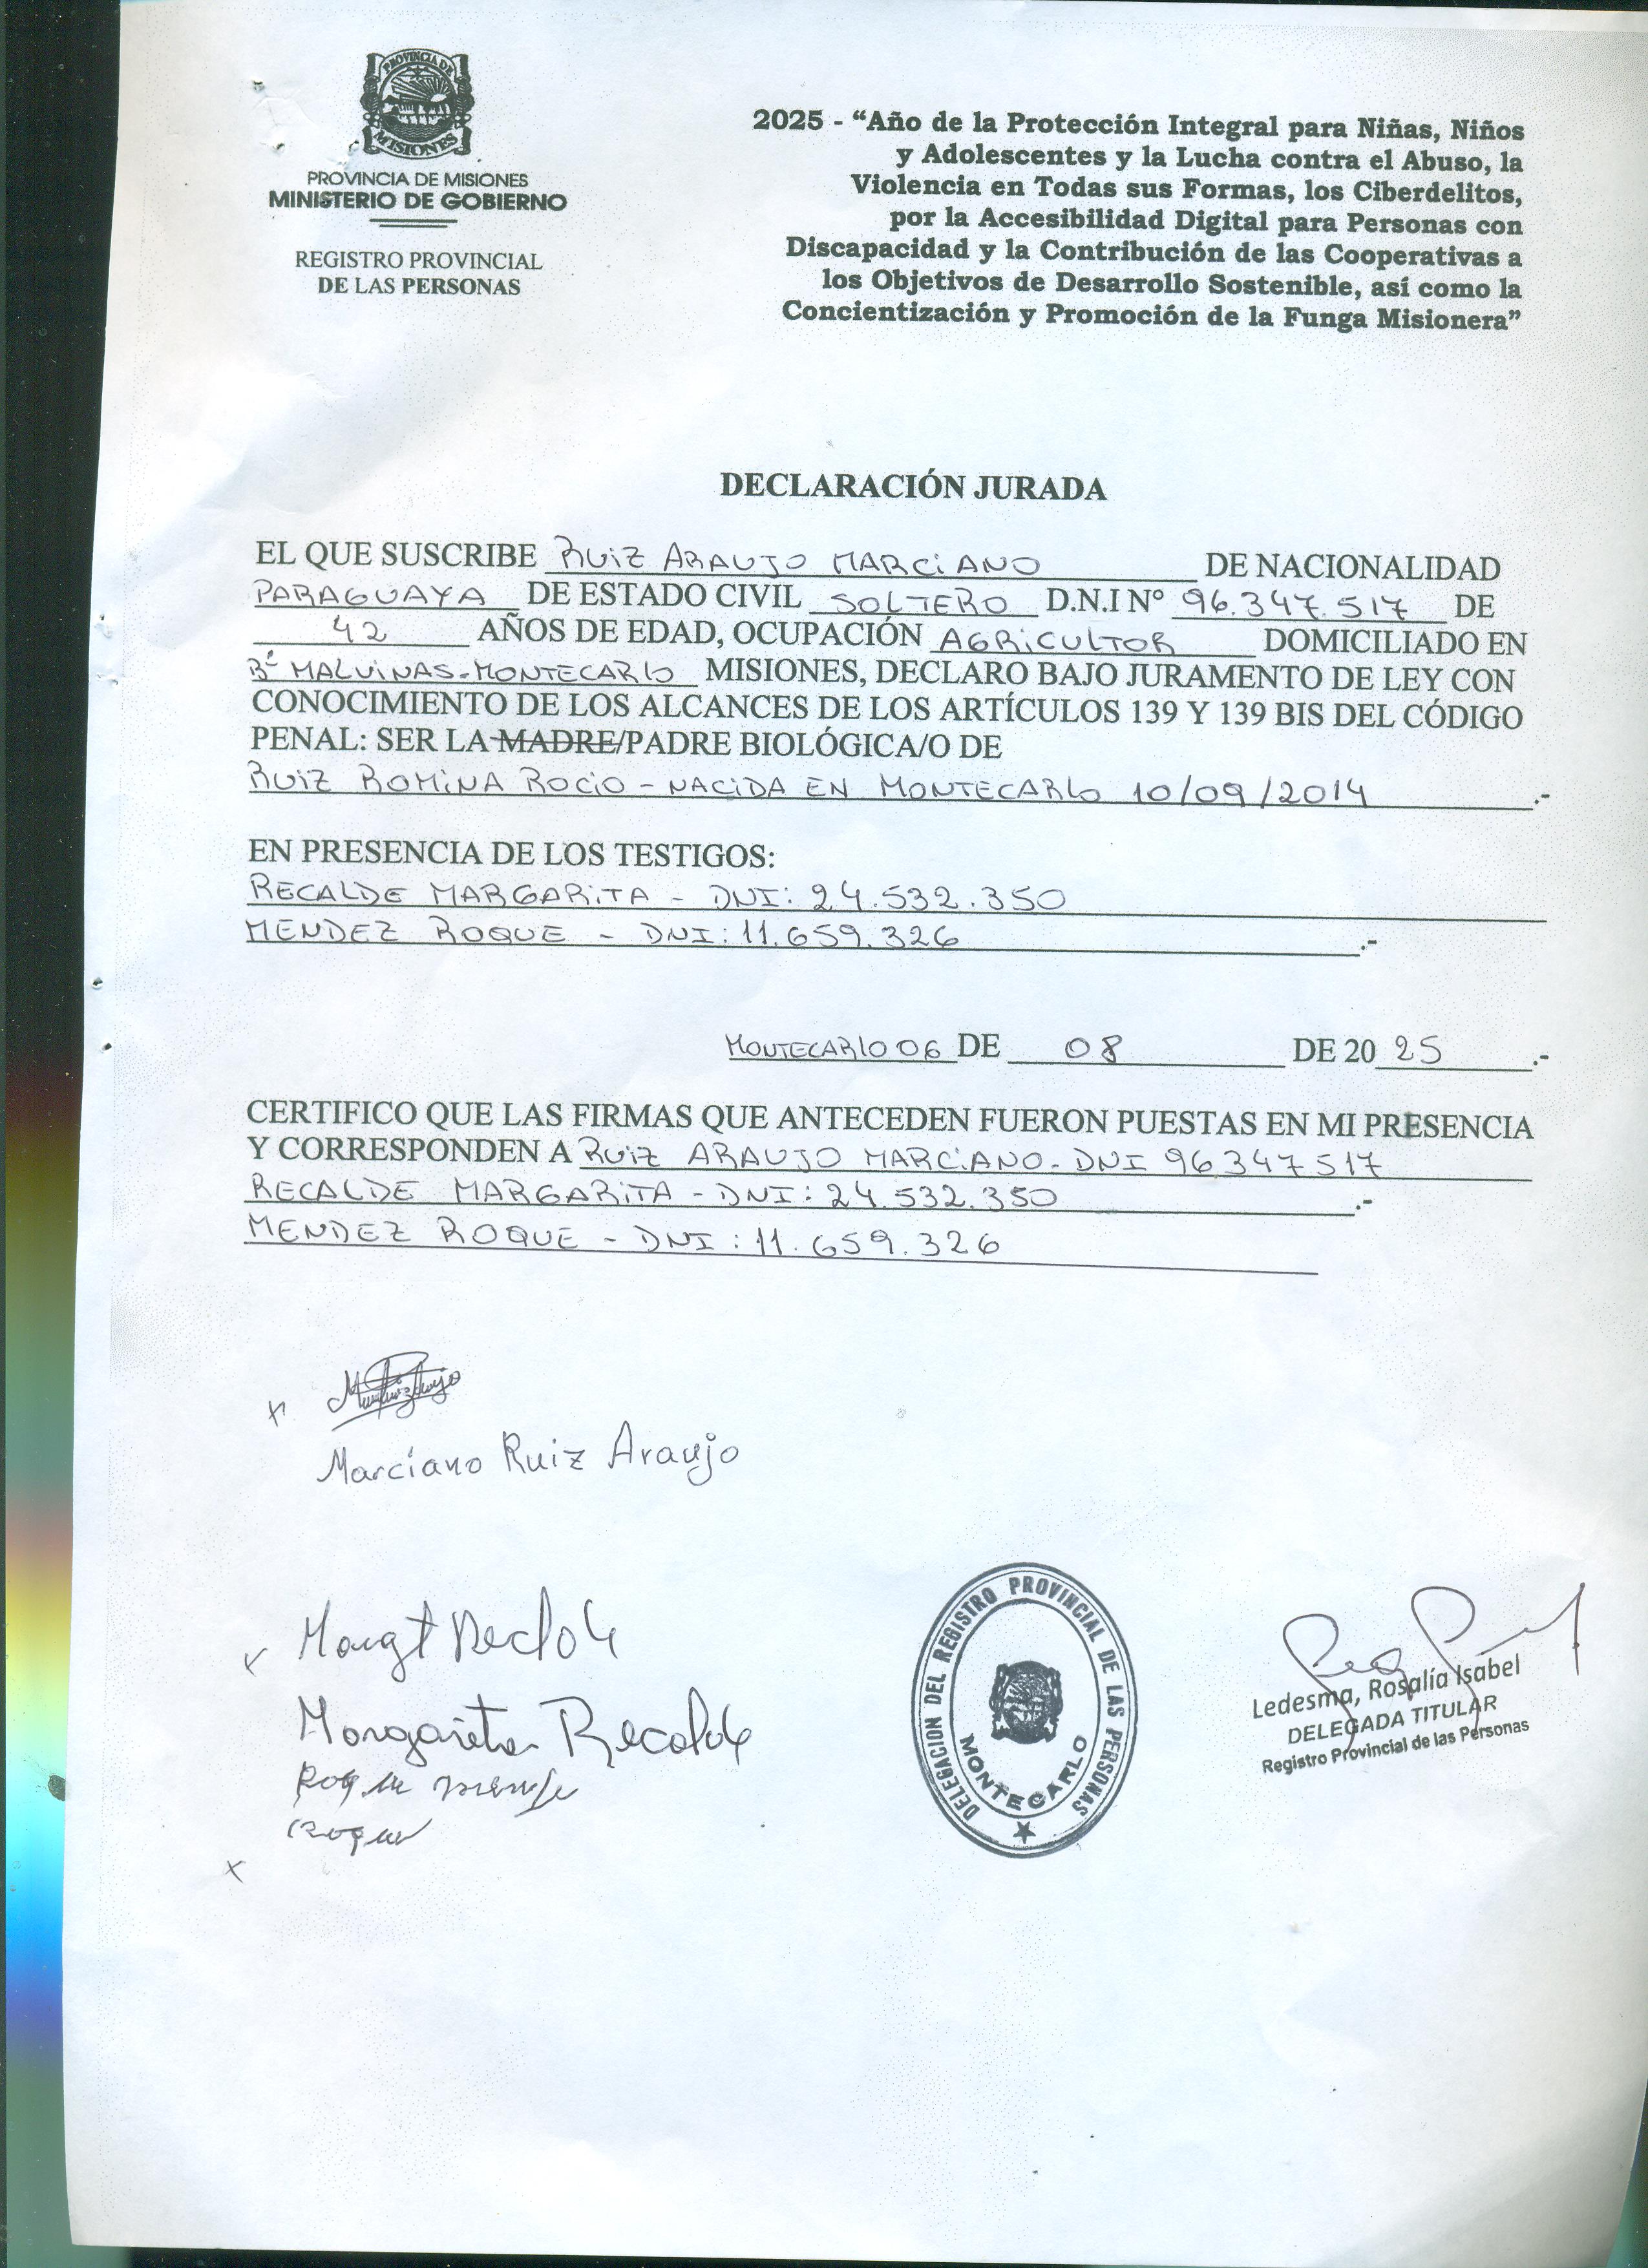 PROVINCIA DE
MISIONES
PROVINCIA DE MISIONES
MINISTERIO DE GOBIERNO
REGISTRO PROVINCIAL
DE LAS PERSONAS
2025 - “Año de la Protección Integral para Niñas, Niños
y Adolescentes y la Lucha contra el Abuso, la
Violencia en Todas sus Formas, los Ciberdelitos,
por la Accesibilidad Digital para Personas con
Discapacidad y la Contribución de las Cooperativas a
los Objetivos de Desarrollo Sostenible, así como la
Concientización y Promoción de la Funga Misionera”
DECLARACIÓN JURADA
EL QUE SUSCRIBE RUIZ ARAUJO MARCIANO DE NACIONALIDAD
PARAGUAYA DE ESTADO CIVIL SOLTERO D.N.I N° 96.347.517 DE
42 AÑOS DE EDAD, OCUPACIÓN AGRICULTOR DOMICILIADO EN
B° MALVINAS-MONTECARLO MISIONES, DECLARO BAJO JURAMENTO DE LEY CON
CONOCIMIENTO DE LOS ALCANCES DE LOS ARTÍCULOS 139 Y 139 BIS DEL CÓDIGO
PENAL: SER LA MADRE/PADRE BIOLÓGICA/O DE
RUIZ ROMINA ROCIO - NACIDA EN MONTECARLO 10/09/2014 .-
EN PRESENCIA DE LOS TESTIGOS:
RECALDE MARGARITA - DNI: 24.532.350
MENDEZ ROQUE - DNI: 11.659.326 .-
MONTECARLO 06 DE 08 DE 2025 .-
CERTIFICO QUE LAS FIRMAS QUE ANTECEDEN FUERON PUESTAS EN MI PRESENCIA
Y CORRESPONDEN A RUIZ ARAUJO MARCIANO - DNI 96347517
RECALDE MARGARITA - DNI: 24.532.350 .-
MENDEZ ROQUE - DNI: 11.659.326
Marciano Ruiz Araujo
Margarita Recalde
Roque
DELEGACION DEL REGISTRO PROVINCIAL DE LAS PERSONAS
MONTECARLO
Ledesma, Rosalía Isabel
DELEGADA TITULAR
Registro Provincial de las Personas